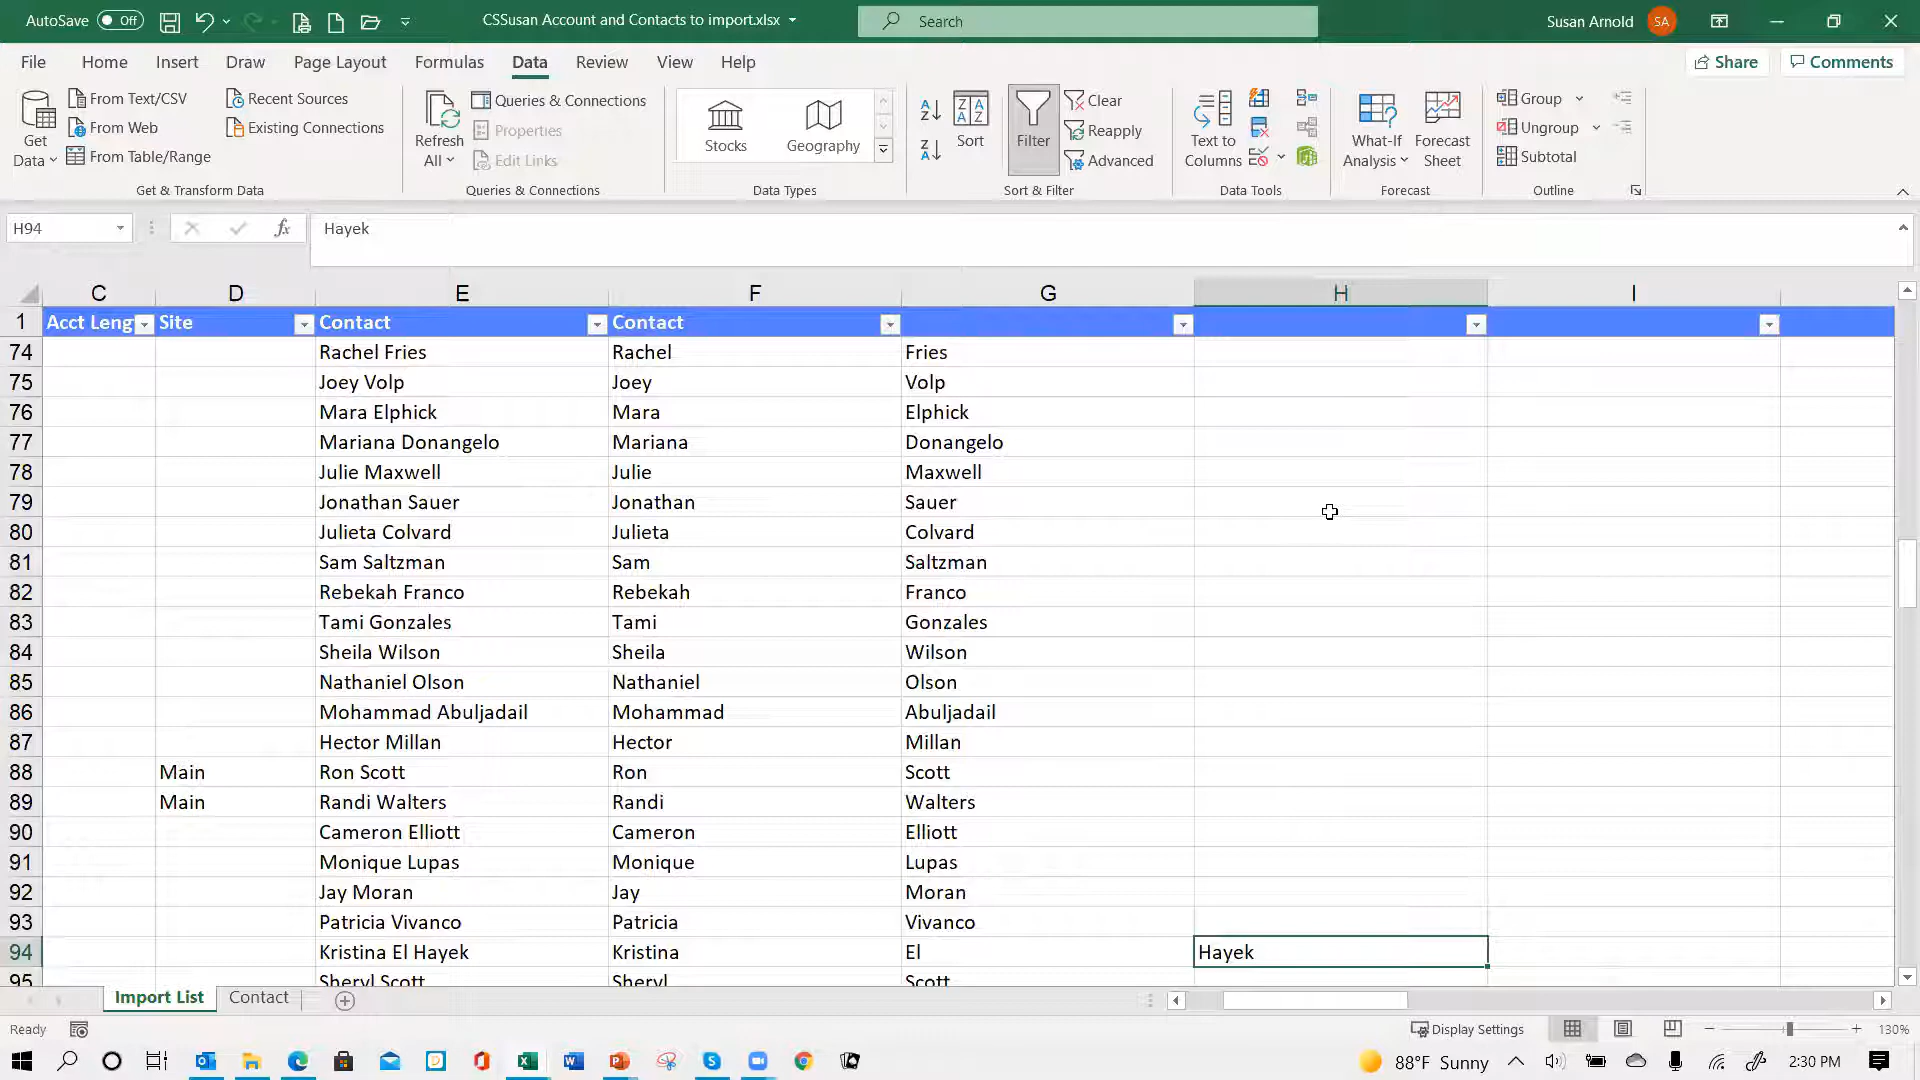 AutoSave Off CSSusan Account and Contacts to import.xlsx Search Susan Arnold SA
File Home Insert Draw Page Layout Formulas Data Review View Help Share Comments
Get Data From Text/CSV From Web From Table/Range Recent Sources Existing Connections
Refresh All Queries & Connections Properties Edit Links
Stocks Geography
Sort Filter Clear Reapply Advanced
Text to Columns What-If Analysis Forecast Sheet
Group Ungroup Subtotal
Get & Transform Data Queries & Connections Data Types Sort & Filter Data Tools Forecast Outline
H94 fx Hayek
C D E F G H I
1 Acct Leng Site Contact Contact
74 Rachel Fries Rachel Fries
75 Joey Volp Joey Volp
76 Mara Elphick Mara Elphick
77 Mariana Donangelo Mariana Donangelo
78 Julie Maxwell Julie Maxwell
79 Jonathan Sauer Jonathan Sauer
80 Julieta Colvard Julieta Colvard
81 Sam Saltzman Sam Saltzman
82 Rebekah Franco Rebekah Franco
83 Tami Gonzales Tami Gonzales
84 Sheila Wilson Sheila Wilson
85 Nathaniel Olson Nathaniel Olson
86 Mohammad Abuljadail Mohammad Abuljadail
87 Hector Millan Hector Millan
88 Main Ron Scott Ron Scott
89 Main Randi Walters Randi Walters
90 Cameron Elliott Cameron Elliott
91 Monique Lupas Monique Lupas
92 Jay Moran Jay Moran
93 Patricia Vivanco Patricia Vivanco
94 Kristina El Hayek Kristina El Hayek
95 Sheryl Scott Sheryl Scott
Import List Contact
Ready Display Settings 130%
88°F Sunny 2:30 PM